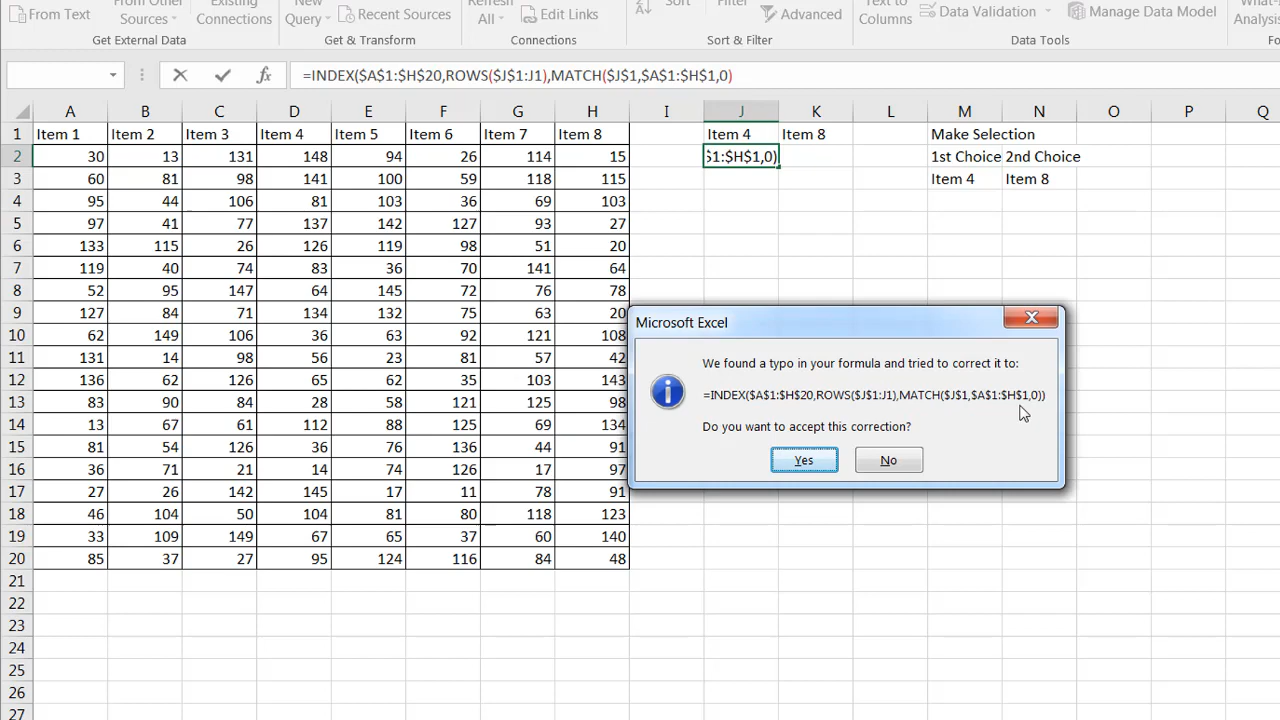 From Text
From Other
Sources
Existing
Connections
New
Query
Recent Sources
Refresh
All
Edit Links
Sort
Filter
Advanced
Text to
Columns
Data Validation
Manage Data Model
What-
Analysis
Get External Data
Get & Transform
Connections
Sort & Filter
Data Tools
fx
=INDEX($A$1:$H$20,ROWS($J$1:J1),MATCH($J$1,$A$1:$H$1,0)
A B C D E F G H I J K L M N O P Q
1 Item 1 Item 2 Item 3 Item 4 Item 5 Item 6 Item 7 Item 8 Item 4 Item 8 Make Selection
2 30 13 131 148 94 26 114 15 $1:$H$1,0) 1st Choice 2nd Choice
3 60 81 98 141 100 59 118 115 Item 4 Item 8
4 95 44 106 81 103 36 69 103
5 97 41 77 137 142 127 93 27
6 133 115 26 126 119 98 51 20
7 119 40 74 83 36 70 141 64
8 52 95 147 64 145 72 76 78
9 127 84 71 134 132 75 63 20
10 62 149 106 36 63 92 121 108
11 131 14 98 56 23 81 57 42
12 136 62 126 65 62 35 103 143
13 83 90 84 28 58 121 125 98
14 13 67 61 112 88 125 69 134
15 81 54 126 36 76 136 44 91
16 36 71 21 14 74 126 17 97
17 27 26 142 145 17 11 78 91
18 46 104 50 104 81 80 118 123
19 33 109 149 67 65 37 60 140
20 85 37 27 95 124 116 84 48
21
22
23
24
25
26
27
Microsoft Excel
We found a typo in your formula and tried to correct it to:
=INDEX($A$1:$H$20,ROWS($J$1:J1),MATCH($J$1,$A$1:$H$1,0))
Do you want to accept this correction?
Yes
No